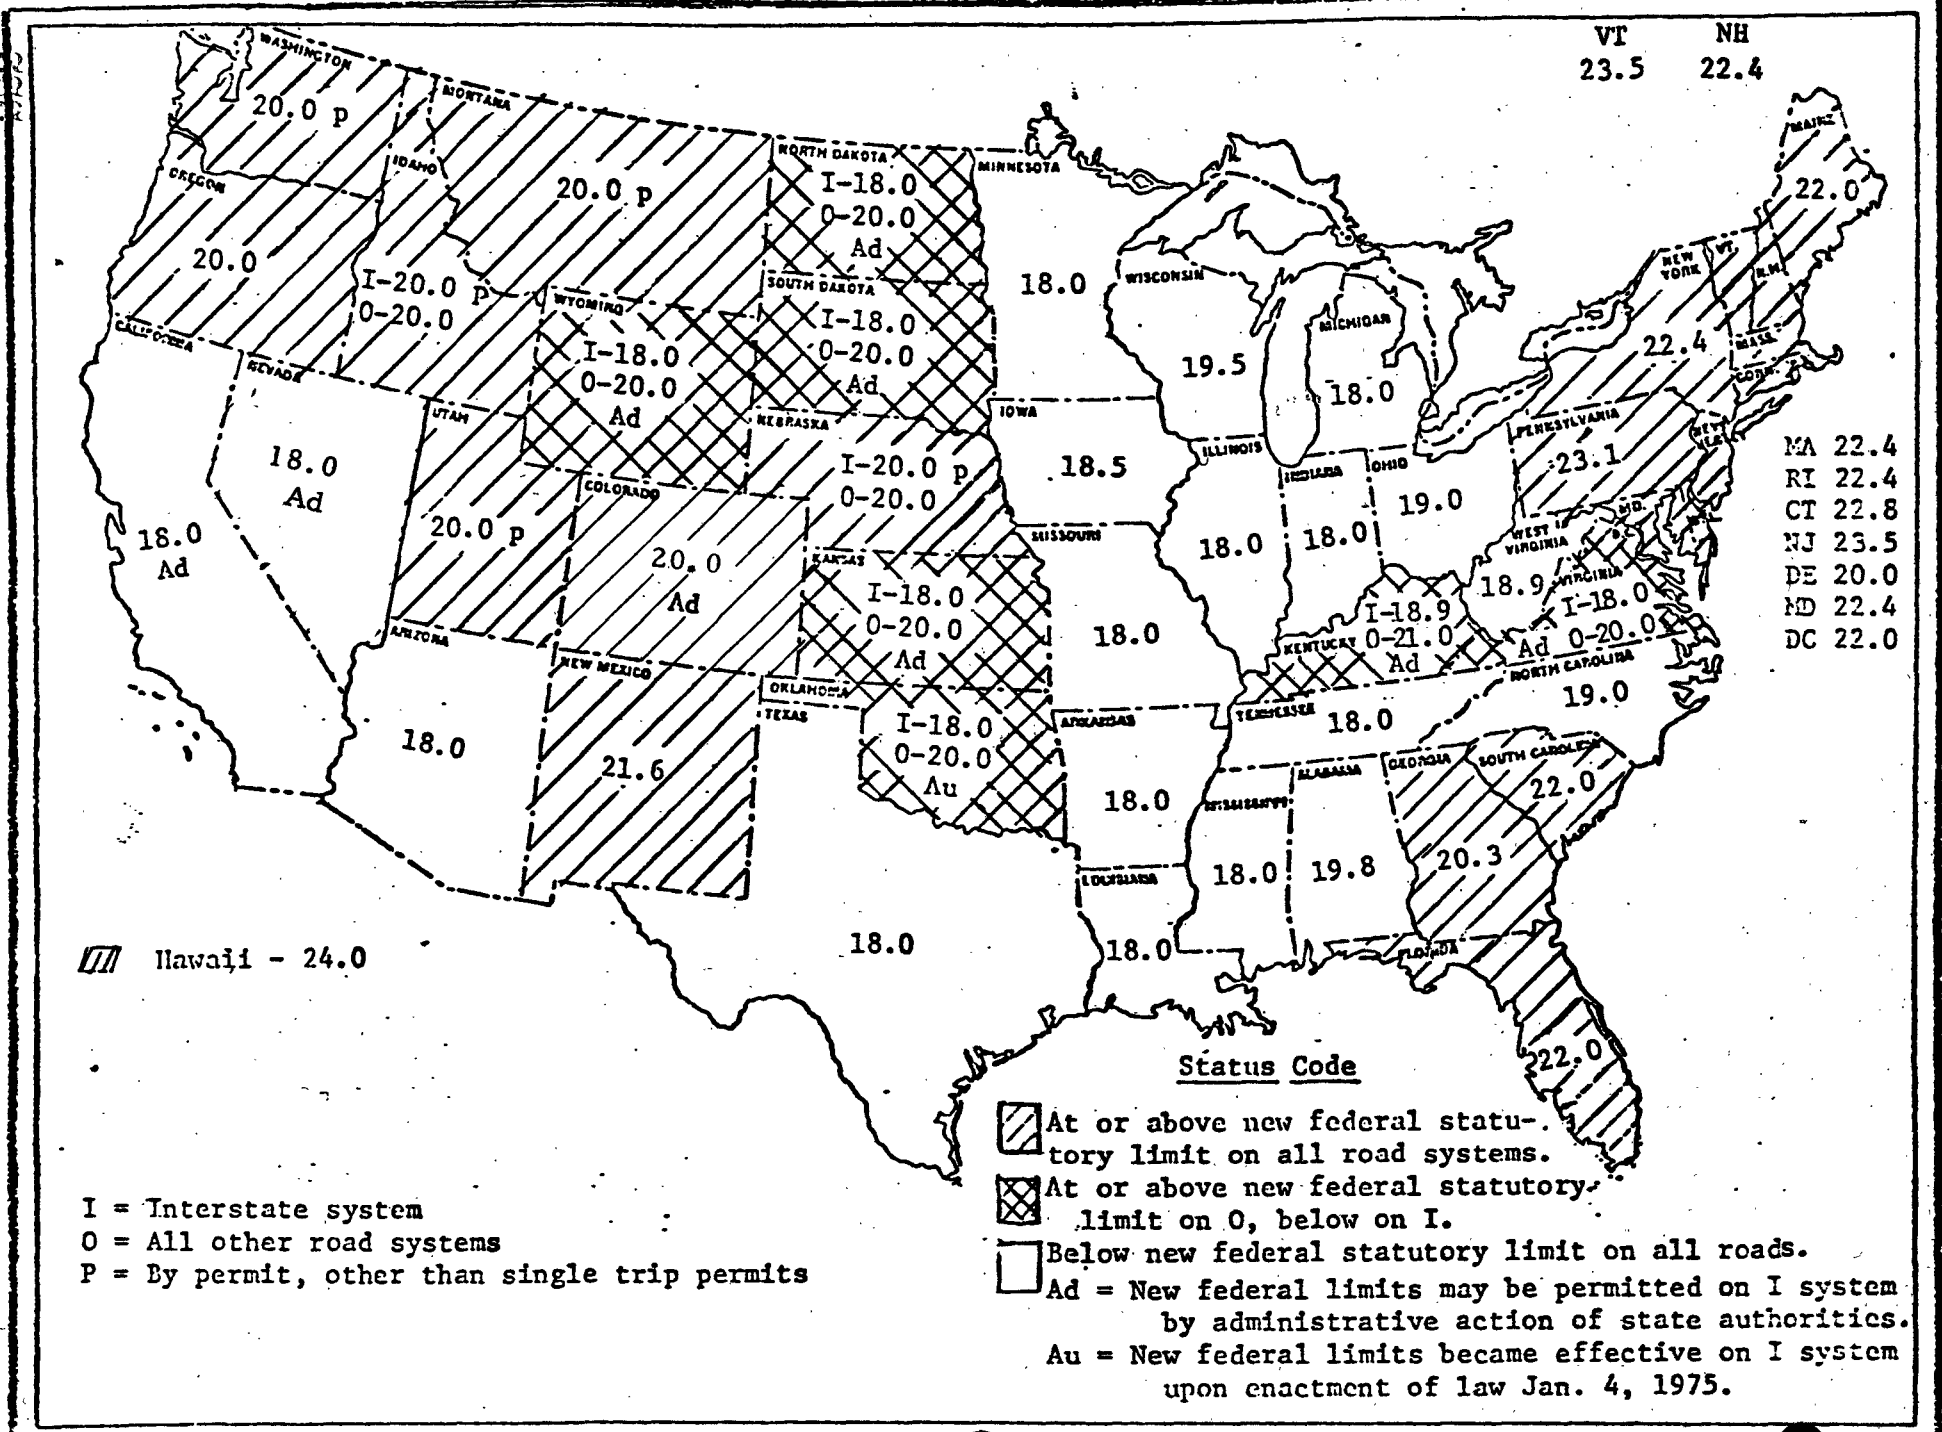 VT NH
23.5 22.4
WASHINGTON
20.0 p
MONTANA
20.0 p
IDAHO
I-20.0 p
O-20.0
OREGON
20.0
NORTH DAKOTA
I-18.0
O-20.0
Ad
MINNESOTA
18.0
MAINE
22.0
SOUTH DAKOTA
I-18.0
O-20.0
Ad
WYOMING
I-18.0
O-20.0
Ad
WISCONSIN
19.5
MICHIGAN
18.0
NEW
YORK
22.4
VT.
N.H.
MASS.
CONN.
CALIFORNIA
18.0
Ad
NEVADA
18.0
Ad
UTAH
20.0 p
COLORADO
20.0
Ad
NEBRASKA
I-20.0 p
O-20.0
IOWA
18.5
ILLINOIS
18.0
INDIANA
18.0
OHIO
19.0
PENNSYLVANIA
23.1
NEW
MD.
MA 22.4
RI 22.4
CT 22.8
NJ 23.5
DE 20.0
MD 22.4
DC 22.0
KANSAS
I-18.0
O-20.0
Ad
MISSOURI
18.0
KENTUCKY
I-18.9
O-21.0
Ad
WEST
VIRGINIA
18.9
VIRGINIA
I-18.0
Ad O-20.0
ARIZONA
18.0
NEW MEXICO
21.6
OKLAHOMA
I-18.0
O-20.0
Au
TEXAS
18.0
ARKANSAS
18.0
TENNESSEE
18.0
NORTH CAROLINA
19.0
SOUTH CAROLINA
22.0
GEORGIA
20.3
ALABAMA
19.8
MISSISSIPPI
18.0
LOUISIANA
18.0
FLORIDA
22.0
Hawaii - 24.0
Status Code
At or above new federal statu-
tory limit on all road systems.
At or above new federal statutory
limit on O, below on I.
Below new federal statutory limit on all roads.
Ad = New federal limits may be permitted on I system
by administrative action of state authorities.
Au = New federal limits became effective on I system
upon enactment of law Jan. 4, 1975.
I = Interstate system
O = All other road systems
P = By permit, other than single trip permits